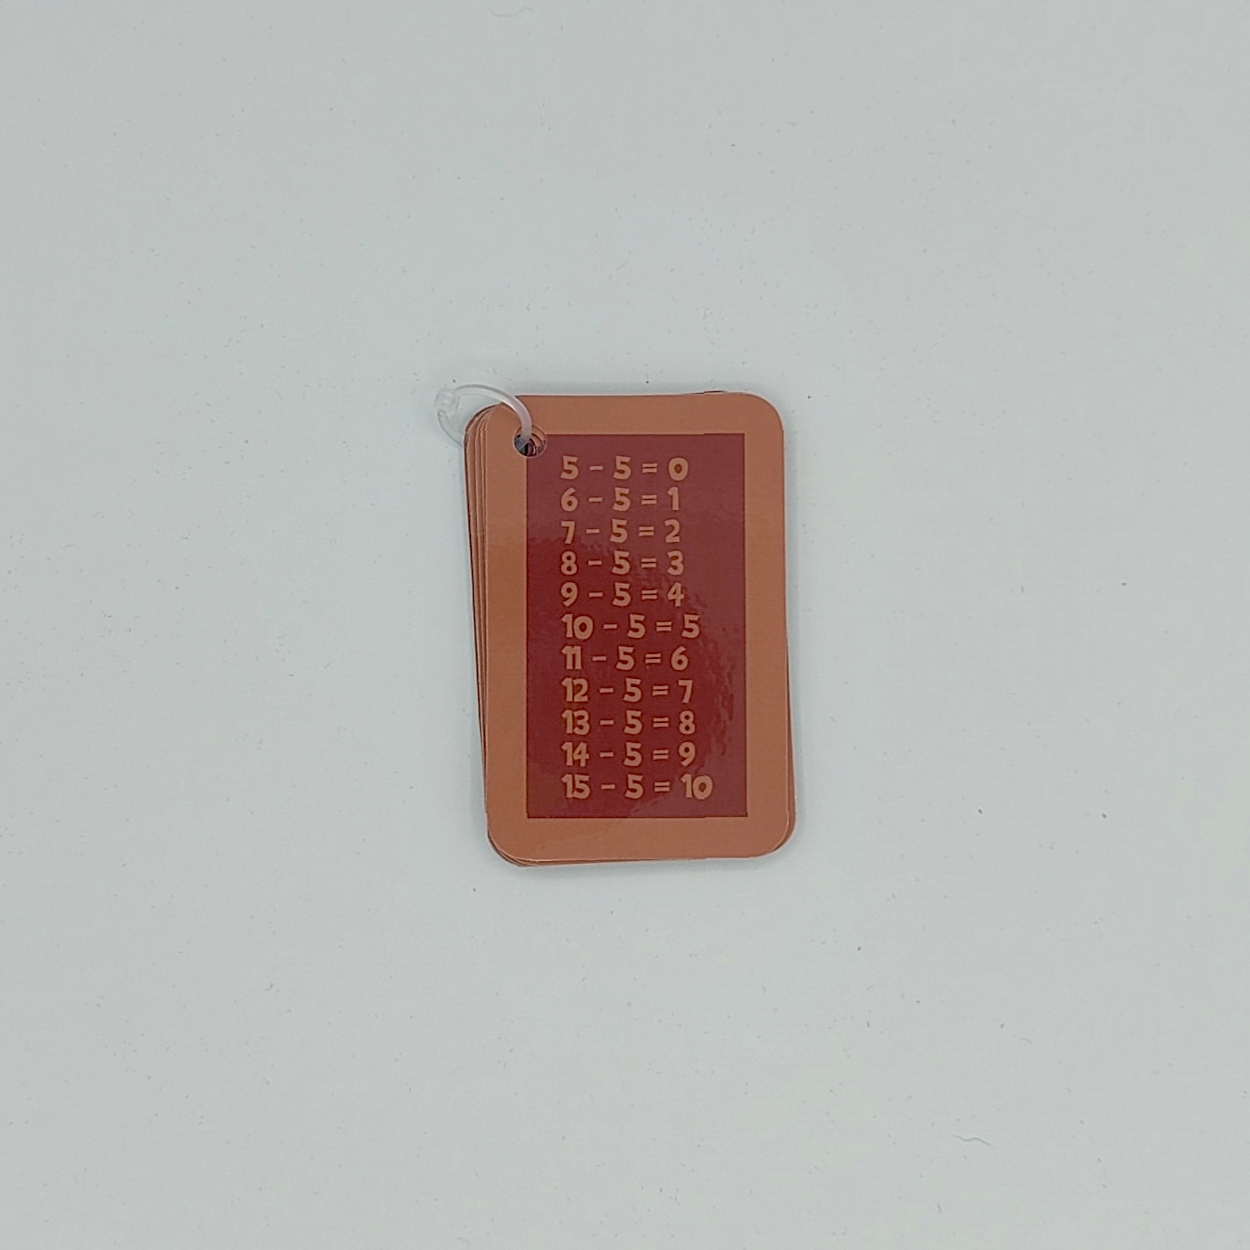 5 - 5 = 0
6 - 5 = 1
7 - 5 = 2
8 - 5 = 3
9 - 5 = 4
10 - 5 = 5
11 - 5 = 6
12 - 5 = 7
13 - 5 = 8
14 - 5 = 9
15 - 5 = 10